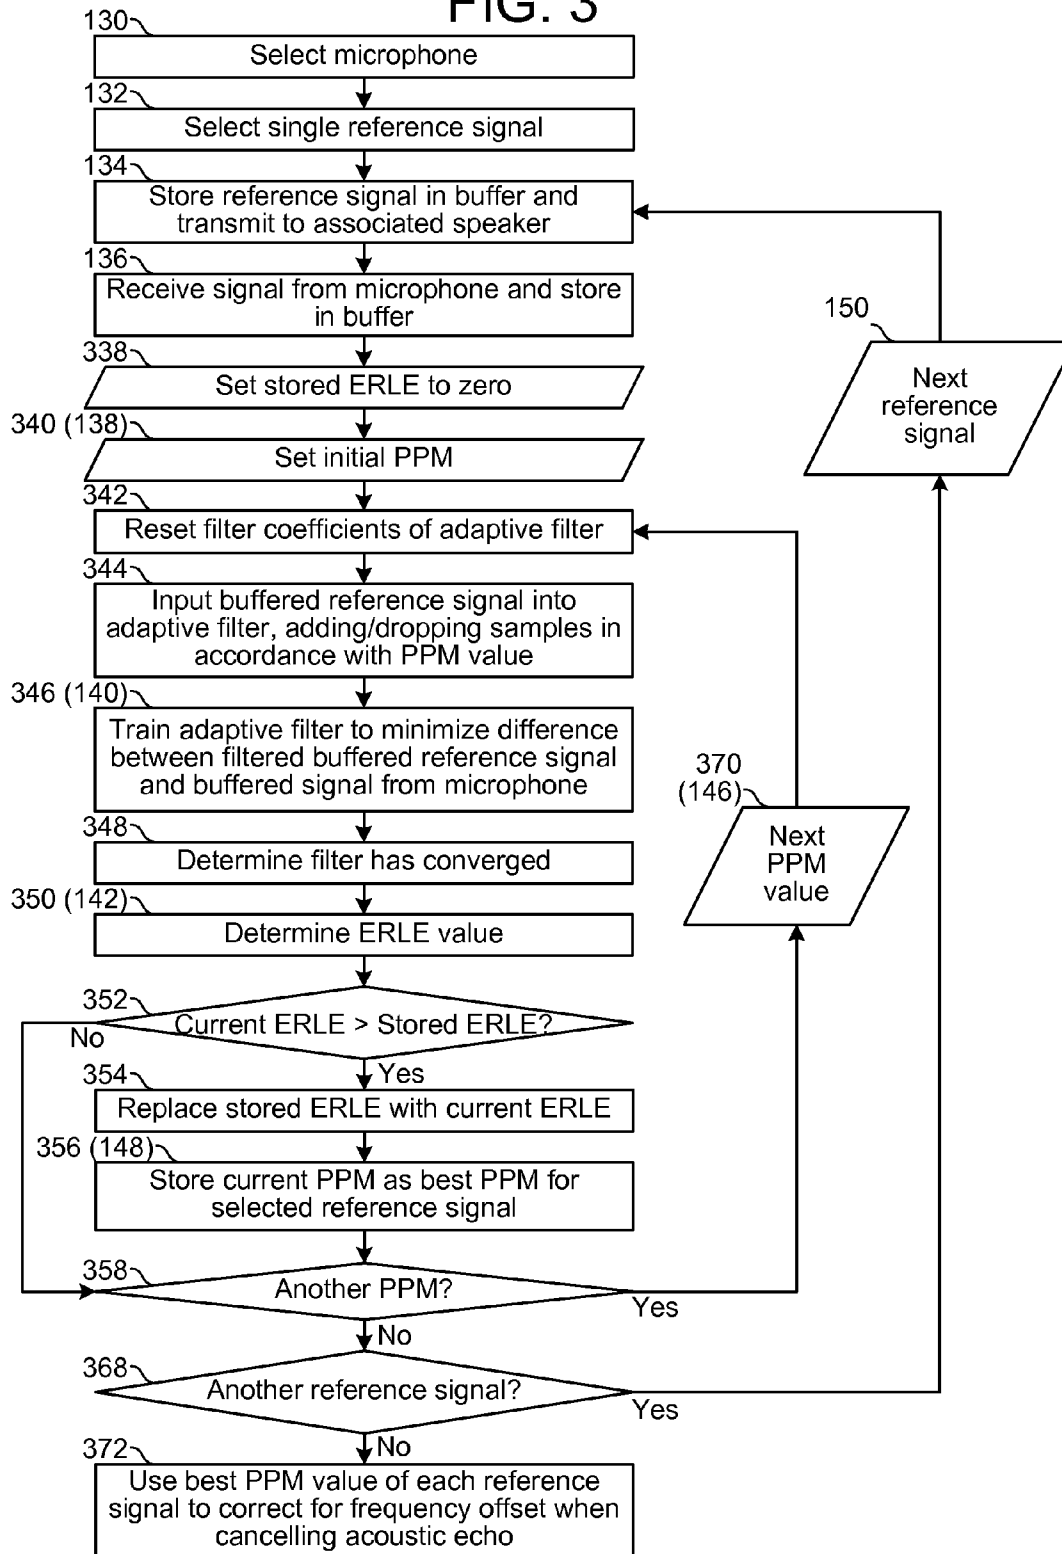 FIG. 3
130
Select microphone
132
Select single reference signal
134
Store reference signal in buffer and
transmit to associated speaker
136
Receive signal from microphone and store
in buffer
150
Next
reference
signal
338
Set stored ERLE to zero
340 (138)
Set initial PPM
342
Reset filter coefficients of adaptive filter
344
Input buffered reference signal into
adaptive filter, adding/dropping samples in
accordance with PPM value
346 (140)
Train adaptive filter to minimize difference
between filtered buffered reference signal
and buffered signal from microphone
370
(146)
Next
PPM
value
348
Determine filter has converged
350 (142)
Determine ERLE value
352
Current ERLE > Stored ERLE?
No
Yes
354
Replace stored ERLE with current ERLE
356 (148)
Store current PPM as best PPM for
selected reference signal
358
Another PPM?
Yes
No
368
Another reference signal?
Yes
No
372
Use best PPM value of each reference
signal to correct for frequency offset when
cancelling acoustic echo